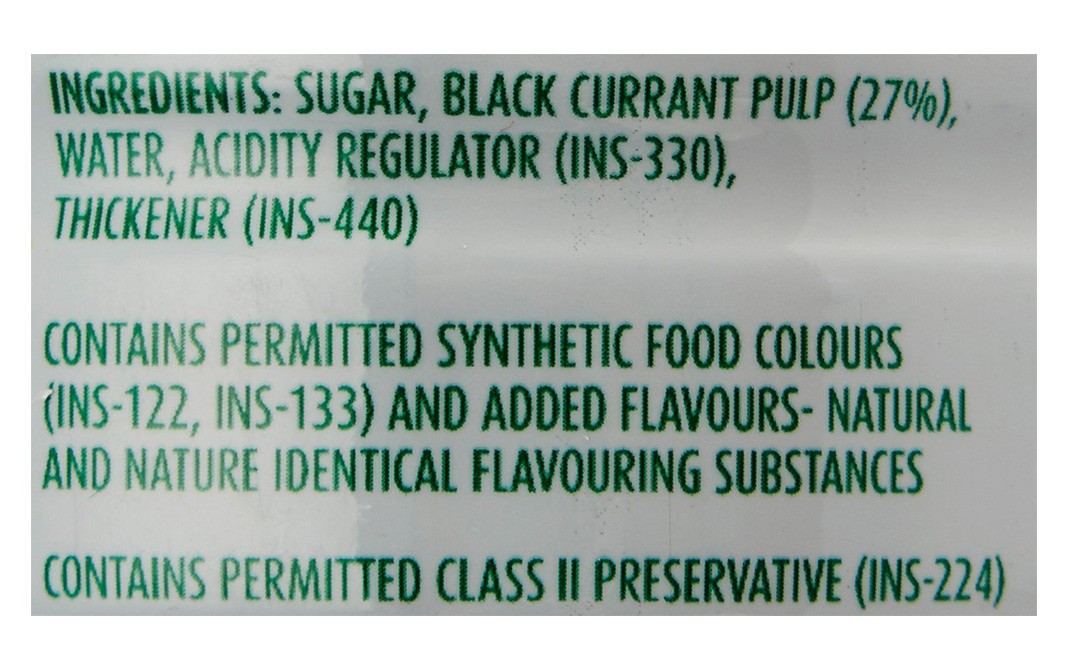 INGREDIENTS: SUGAR, BLACK CURRANT PULP (27%),
WATER, ACIDITY REGULATOR (INS-330),
THICKENER (INS-440)
CONTAINS PERMITTED SYNTHETIC FOOD COLOURS
(INS-122, INS-133) AND ADDED FLAVOURS- NATURAL
AND NATURE IDENTICAL FLAVOURING SUBSTANCES
CONTAINS PERMITTED CLASS II PRESERVATIVE (INS-224)